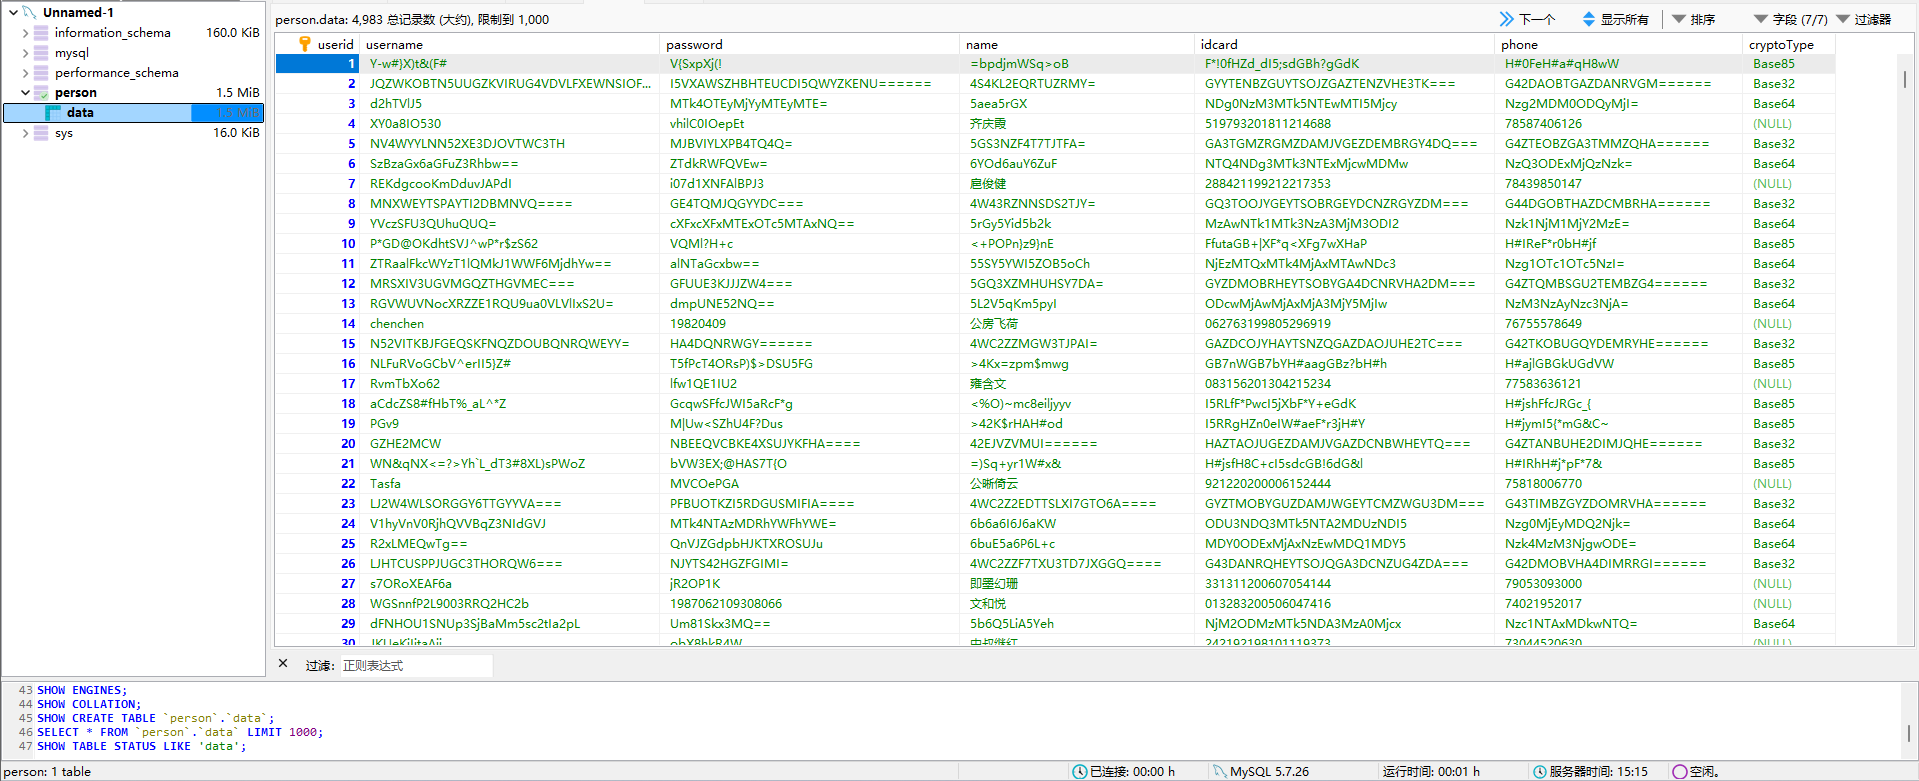 Unnamed-1
information_schema 160.0 KiB
mysql
performance_schema
person 1.5 MiB
data 1.5 MiB
sys 16.0 KiB
person.data: 4,983 总记录数 (大约), 限制到 1,000 下一个 显示所有 排序 字段 (7/7) 过滤器
userid username password name idcard phone cryptoType
1 Y-w#}X)t&(F# V{SxpXj(! =bpdjmWSq>oB F*!0fHZd_dI5;sdGBh?gGdK H#0FeH#a#qH8wW Base85
2 JQZWKOBTN5UUGZKVIRUG4VDVLFXEWNSIOF... I5VXAWSZHBHTEUCDI5QWYZKENU====== 4S4KL2EQRTUZRMY= GYYTENBZGUYTSOJZGAZTENZVHE3TK=== G42DAOBTGAZDANRVGM====== Base32
3 d2hTVlJ5 MTk4OTEyMjYyMTEyMTE= 5aea5rGX NDg0NzM3MTk5NTEwMTI5Mjcy Nzg2MDM0ODQyMjI= Base64
4 XY0a8IO530 vhilC0IOepEt 齐庆霞 519793201811214688 78587406126 (NULL)
5 NV4WYYLNN52XE3DJOVTWC3TH MJBVIYLXPB4TQ4Q= 5GS3NZF4T7TJTFA= GA3TGMZRGMZDAMJVGEZDEMBRGY4DQ=== G4ZTEOBZGA3TMMZQHA====== Base32
6 SzBzaGx6aGFuZ3Rhbw== ZTdkRWFQVEw= 6YOd6auY6ZuF NTQ4NDg3MTk3NTExMjcwMDMw NzQ3ODExMjQzNzk= Base64
7 REKdgcooKmDduvJAPdI i07d1XNFAlBPJ3 扈俊健 288421199212217353 78439850147 (NULL)
8 MNXWEYTSPAYTI2DBMNVQ==== GE4TQMJQGYYDC=== 4W43RZNNSDS2TJY= GQ3TOOJYGEYTSOBRGEYDCNZRGYZDM=== G44DGOBTHAZDCMBRHA====== Base32
9 YVczSFU3QUhuQUQ= cXFxcXFxMTExOTc5MTAxNQ== 5rGy5Yid5b2k MzAwNTk1MTk3NzA3MjM3ODI2 Nzk1NjM1MjY2MzE= Base64
10 P*GD@OKdhtSVJ^wP*r$zS62 VQMl?H+c <+POPn}z9}nE FfutaGB+|XF*q<XFg7wXHaP H#IReF*r0bH#jf Base85
11 ZTRaalFkcWYzT1lQMkJ1WWF6MjdhYw== alNTaGcxbw== 55SY5YWI5ZOB5oCh NjEzMTQxMTk4MjAxMTAwNDc3 Nzg1OTc1OTc5NzI= Base64
12 MRSXIV3UGVMGQZTHGVMEC=== GFUUE3KJJJZW4=== 5GQ3XZMHUHSY7DA= GYZDMOBRHEYTSOBYGA4DCNRVHA2DM=== G4ZTQMBSGU2TEMBZG4====== Base32
13 RGVWUVNocXRZZE1RQU9ua0VLVlIxS2U= dmpUNE52NQ== 5L2V5qKm5pyI ODcwMjAwMjAxMjA3MjY5MjIw NzM3NzAyNzc3NjA= Base64
14 chenchen 19820409 公房飞荷 062763199805296919 76755578649 (NULL)
15 N52VITKBJFGEQSKFNQZDOUBQNRQWEYY= HA4DQNRWGY====== 4WC2ZZMGW3TJPAI= GAZDCOJYHAYTSNZQGAZDAOJUHE2TC=== G42TKOBUGQYDEMRYHE====== Base32
16 NLFuRVoGCbV^erII5}Z# T5fPcT4ORsP)$>DSU5FG >4Kx=zpm$mwg GB7nWGB7bYH#aagGBz?bH#h H#ajlGBGkUGdVW Base85
17 RvmTbXo62 lfw1QE1IU2 雍含文 083156201304215234 77583636121 (NULL)
18 aCdcZS8#fHbT%_aL^*Z GcqwSFfcJWI5aRcF*g <%O)~mc8eiljyyv I5RLfF*PwcI5jXbF*Y+eGdK H#jshFfcJRGc_{ Base85
19 PGv9 M|Uw<SZhU4F?Dus >42K$rHAH#od I5RRgHZn0eIW#aeF*r3jH#Y H#jymI5{*mG&C~ Base85
20 GZHE2MCW NBEEQVCBKE4XSUJYKFHA==== 42EJVZVMUI====== HAZTAOJUGEZDAMJVGAZDCNBWHEYTQ=== G4ZTANBUHE2DIMJQHE====== Base32
21 WN&qNX<=?>Yh`L_dT3#8XL)sPWoZ bVW3EX;@HAS7T{O =)Sq+yr1W#x& H#jsfH8C+cI5sdcGB!6dG&l H#IRhH#j*pF*7& Base85
22 Tasfa MVCOePGA 公晰倚云 921220200006152444 75818006770 (NULL)
23 LJ2W4WLSORGGY6TTGYYVA=== PFBUOTKZI5RDGUSMIFIA==== 4WC2Z2EDTTSLXI7GTO6A==== GYZTMOBYGUZDAMJWGEYTCMZWGU3DM=== G43TIMBZGYZDOMRVHA====== Base32
24 V1hyVnV0RjhQVVBqZ3NIdGVJ MTk4NTAzMDRhYWFhYWE= 6b6a6I6J6aKW ODU3NDQ3MTk5NTA2MDUzNDI5 Nzg0MjEyMDQ2Njk= Base64
25 R2xLMEQwTg== QnVJZGdpbHJKTXROSUJu 6buE5a6P6L+c MDY0ODExMjAxNzEwMDQ1MDY5 Nzk4MzM3NjgwODE= Base64
26 LJHTCUSPPJUGC3THORQW6=== NJYTS42HGZFGIMI= 4WC2ZZF7TXU3TD7JXGGQ==== G43DANRQHEYTSOJQGA3DCNZUG4ZDA=== G42DMOBVHA4DIMRRGI====== Base32
27 s7ORoXEAF6a jR2OP1K 即墨幻珊 331311200607054144 79053093000 (NULL)
28 WGSnnfP2L9003RRQ2HC2b 1987062109308066 文和悦 013283200506047416 74021952017 (NULL)
29 dFNHOU1SNUp3SjBaMm5sc2tIa2pL Um81Skx3MQ== 5b6Q5LiA5Yeh NjM2ODMzMTk5NDA3MzA0Mjcx Nzc1NTAxMDkwNTQ= Base64
30 JKUeKiIitaAji obX8hkR4W 申叔继红 242192198101119373 73044520630 (NULL)
过滤: 正则表达式
43 SHOW ENGINES;
44 SHOW COLLATION;
45 SHOW CREATE TABLE `person`.`data`;
46 SELECT * FROM `person`.`data` LIMIT 1000;
47 SHOW TABLE STATUS LIKE 'data';
person: 1 table 已连接: 00:00 h MySQL 5.7.26 运行时间: 00:01 h 服务器时间: 15:15 空闲。